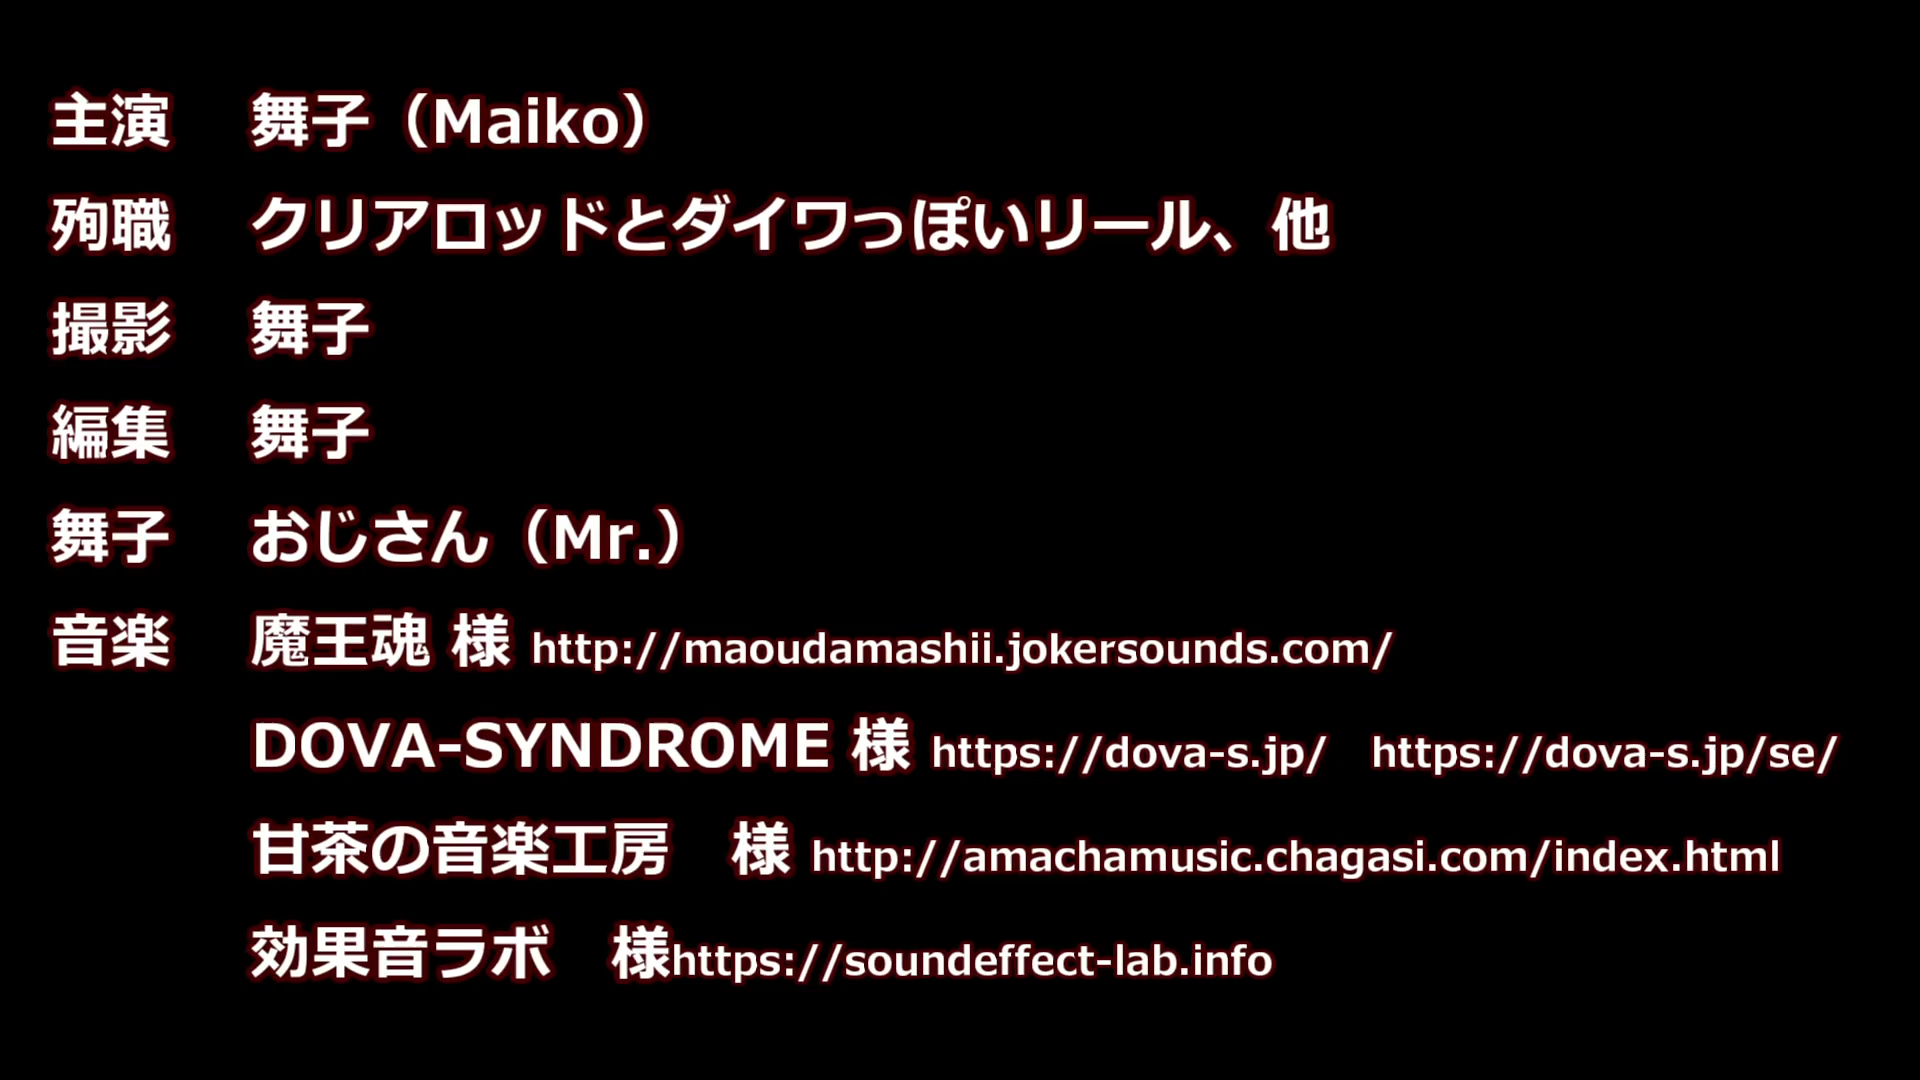 主演　舞子（Maiko）
殉職　クリアロッドとダイワっぽいリール、他
撮影　舞子
編集　舞子
舞子　おじさん（Mr.）
音楽　魔王魂 様 http://maoudamashii.jokersounds.com/
DOVA-SYNDROME 様 https://dova-s.jp/　https://dova-s.jp/se/
甘茶の音楽工房　様 http://amachamusic.chagasi.com/index.html
効果音ラボ　様https://soundeffect-lab.info